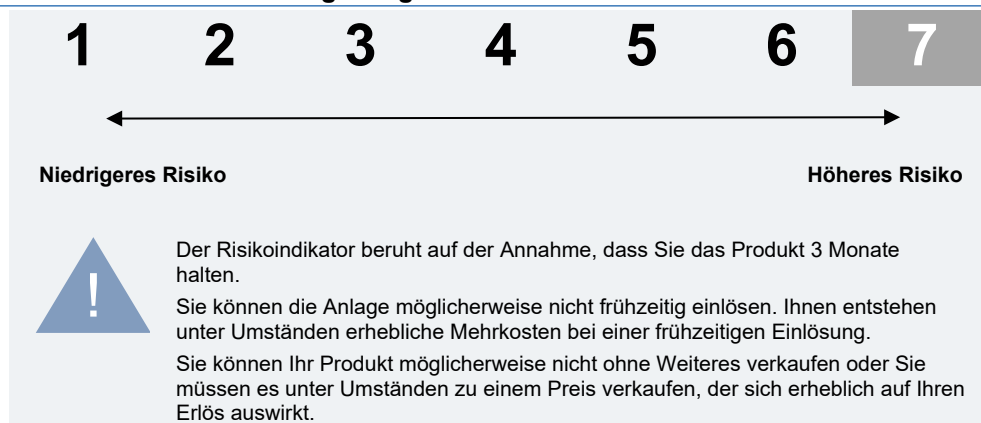 1 2 3 4 5 6 7
Niedrigeres Risiko Höheres Risiko
!
Der Risikoindikator beruht auf der Annahme, dass Sie das Produkt 3 Monate
halten.
Sie können die Anlage möglicherweise nicht frühzeitig einlösen. Ihnen entstehen
unter Umständen erhebliche Mehrkosten bei einer frühzeitigen Einlösung.
Sie können Ihr Produkt möglicherweise nicht ohne Weiteres verkaufen oder Sie
müssen es unter Umständen zu einem Preis verkaufen, der sich erheblich auf Ihren
Erlös auswirkt.